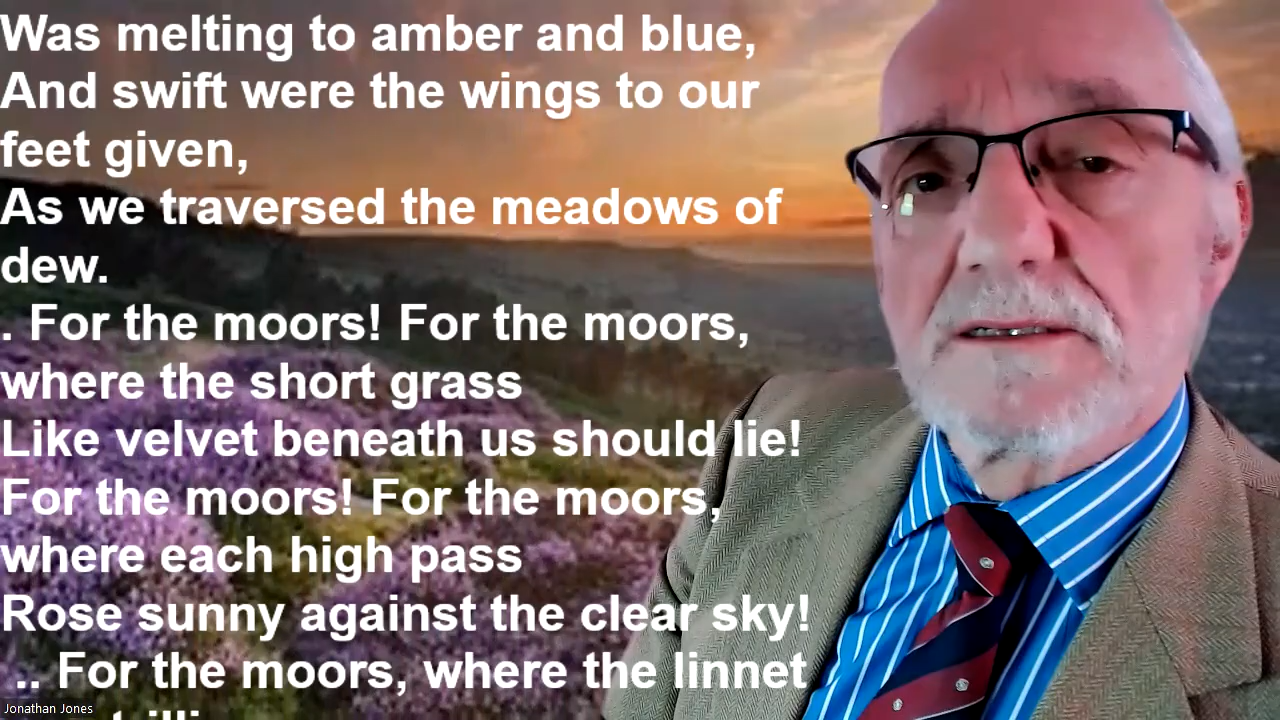 Was melting to amber and blue,
And swift were the wings to our
feet given,
As we traversed the meadows of
dew.
. For the moors! For the moors,
where the short grass
Like velvet beneath us should lie!
For the moors! For the moors,
where each high pass
Rose sunny against the clear sky!
.. For the moors, where the linnet
Jonathan Jones